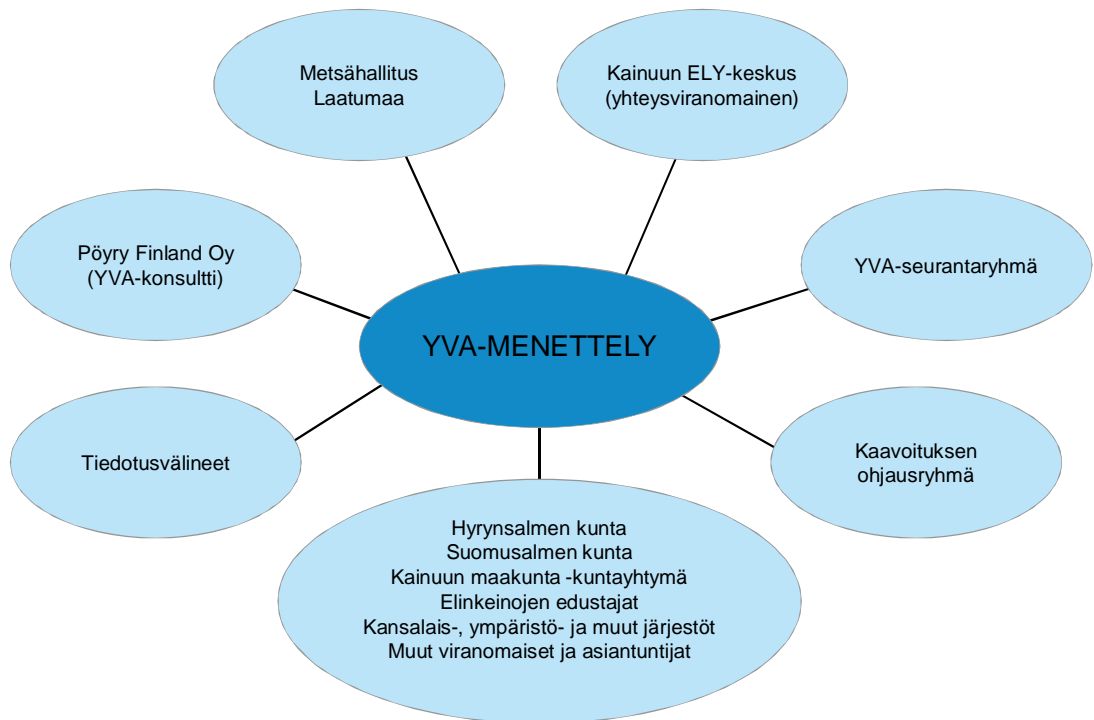 Metsähallitus
Laatumaa
Kainuun ELY-keskus
(yhteysviranomainen)
Pöyry Finland Oy
(YVA-konsultti)
YVA-seurantaryhmä
YVA-MENETTELY
Tiedotusvälineet
Kaavoituksen
ohjausryhmä
Hyrynsalmen kunta
Suomusalmen kunta
Kainuun maakunta -kuntayhtymä
Elinkeinojen edustajat
Kansalais-, ympäristö- ja muut järjestöt
Muut viranomaiset ja asiantuntijat